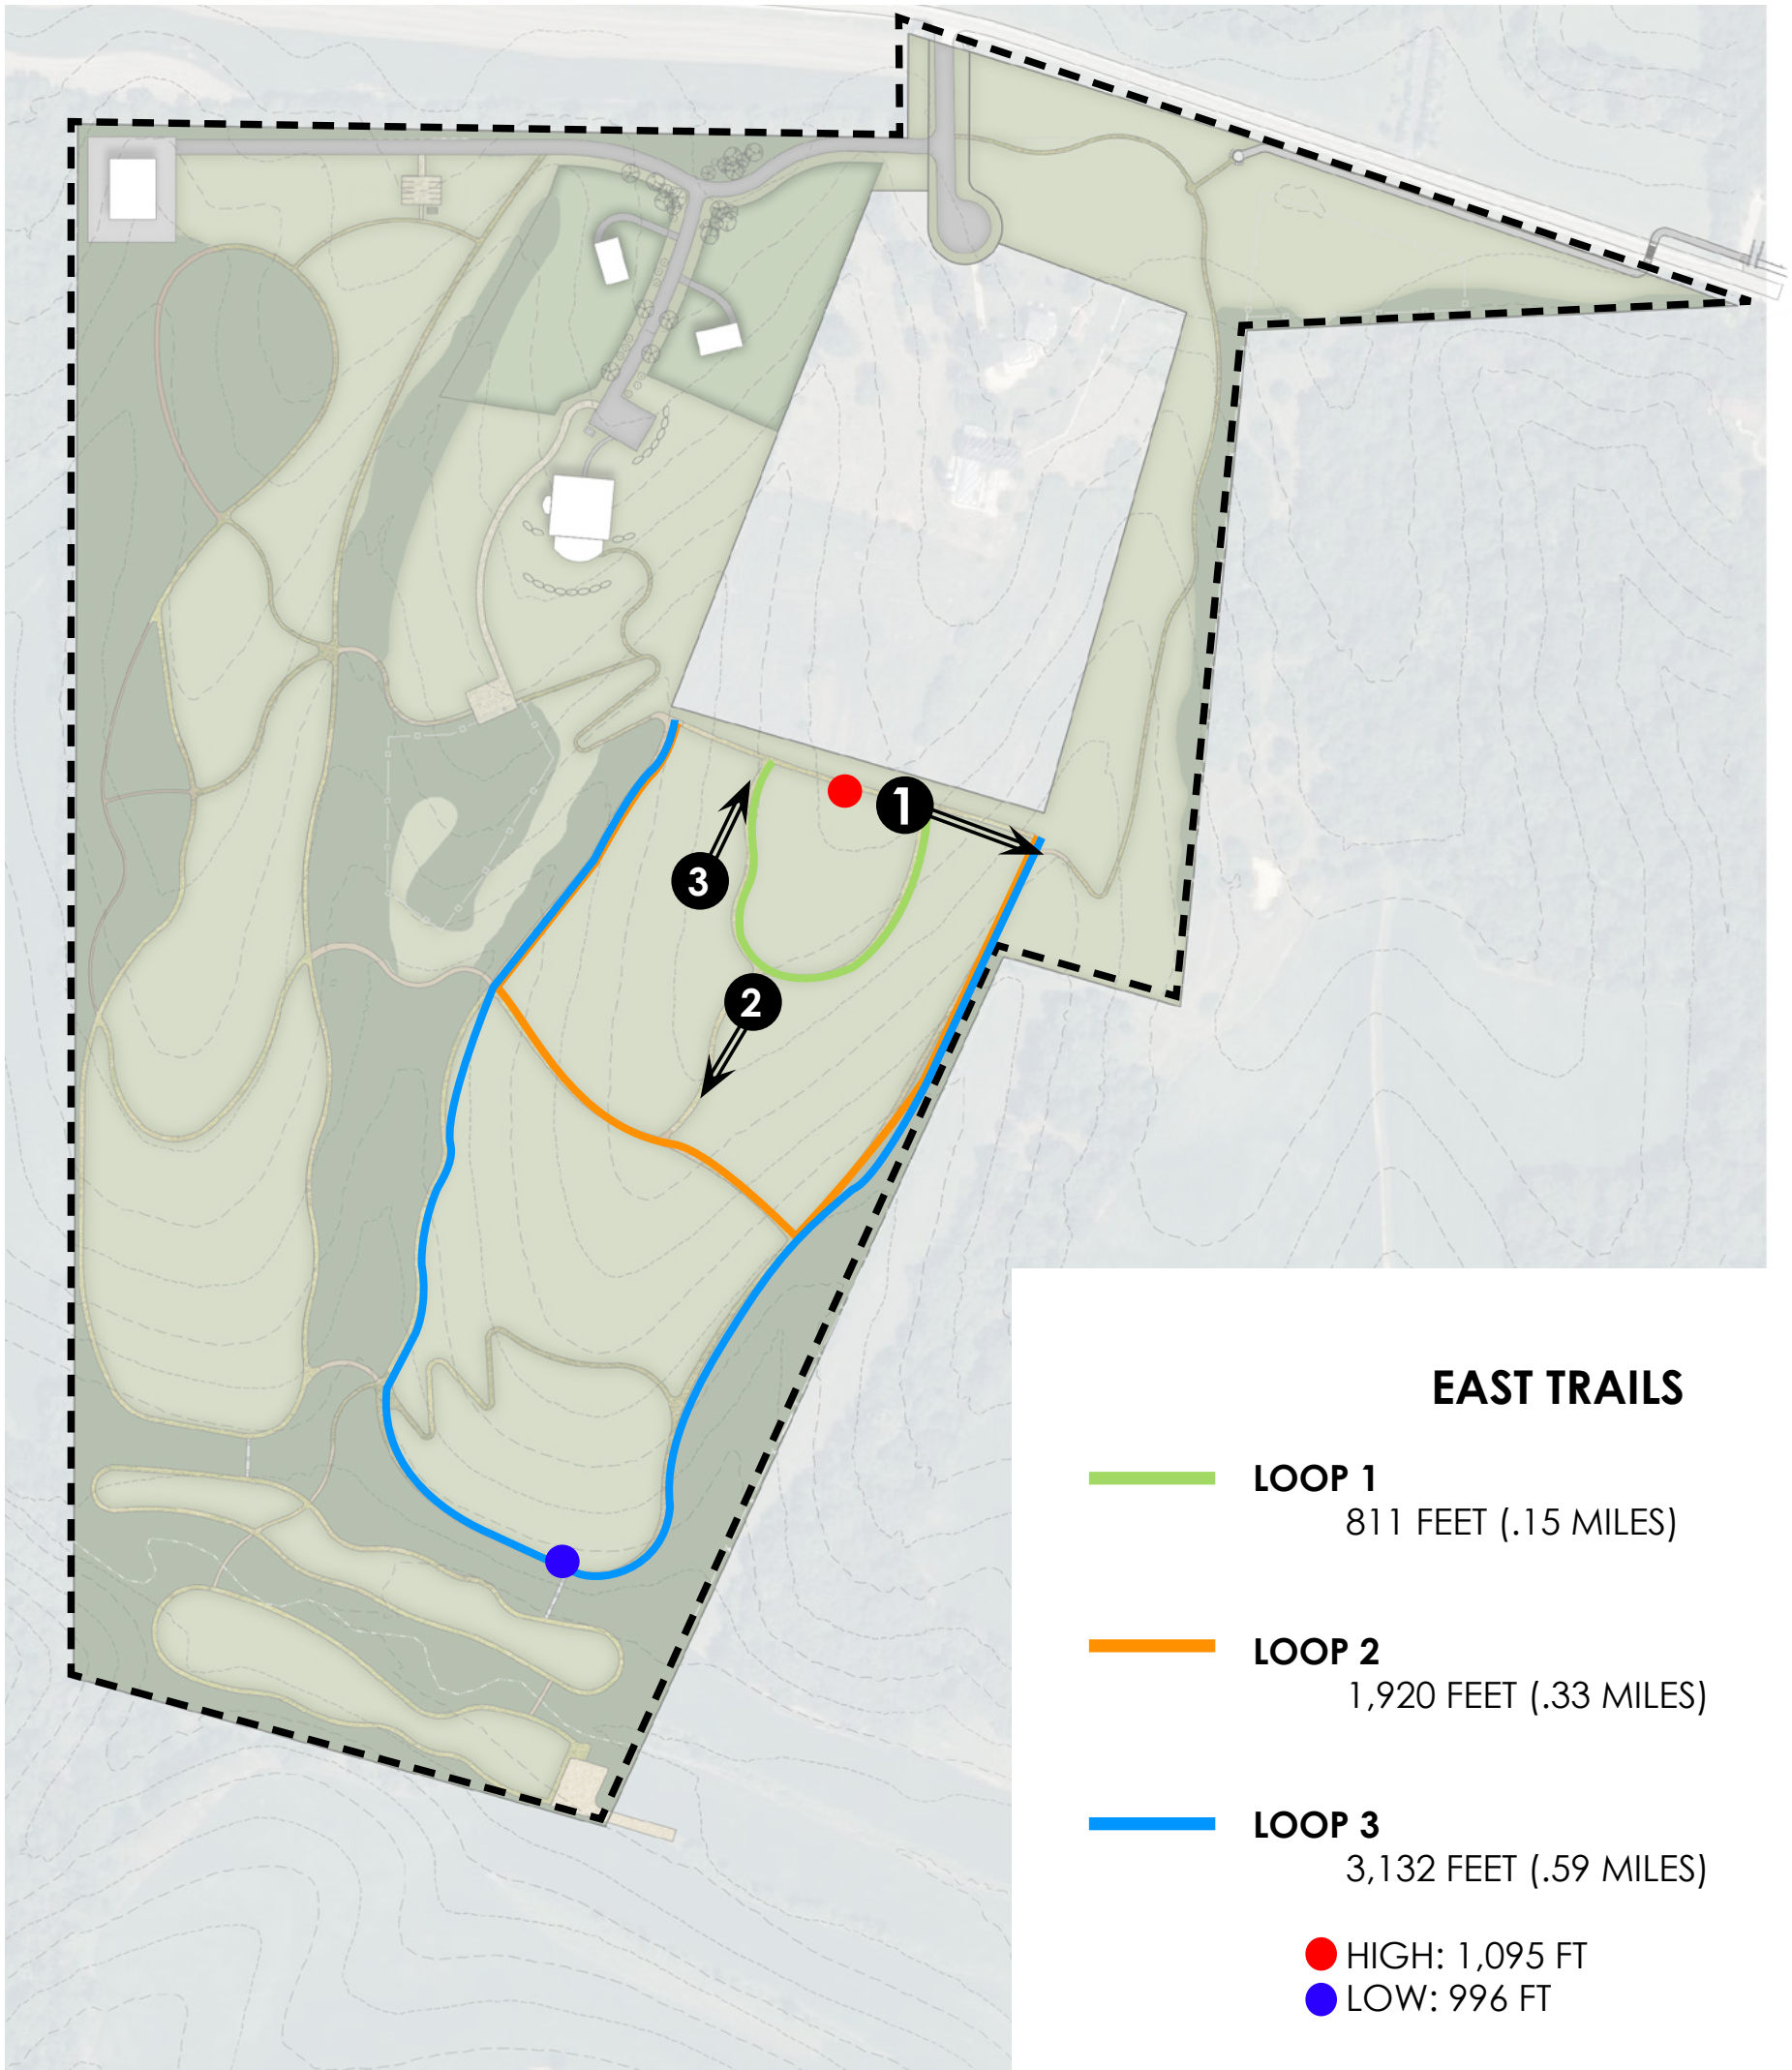 1
3
2
EAST TRAILS
LOOP 1
811 FEET (.15 MILES)
LOOP 2
1,920 FEET (.33 MILES)
LOOP 3
3,132 FEET (.59 MILES)
HIGH: 1,095 FT
LOW: 996 FT